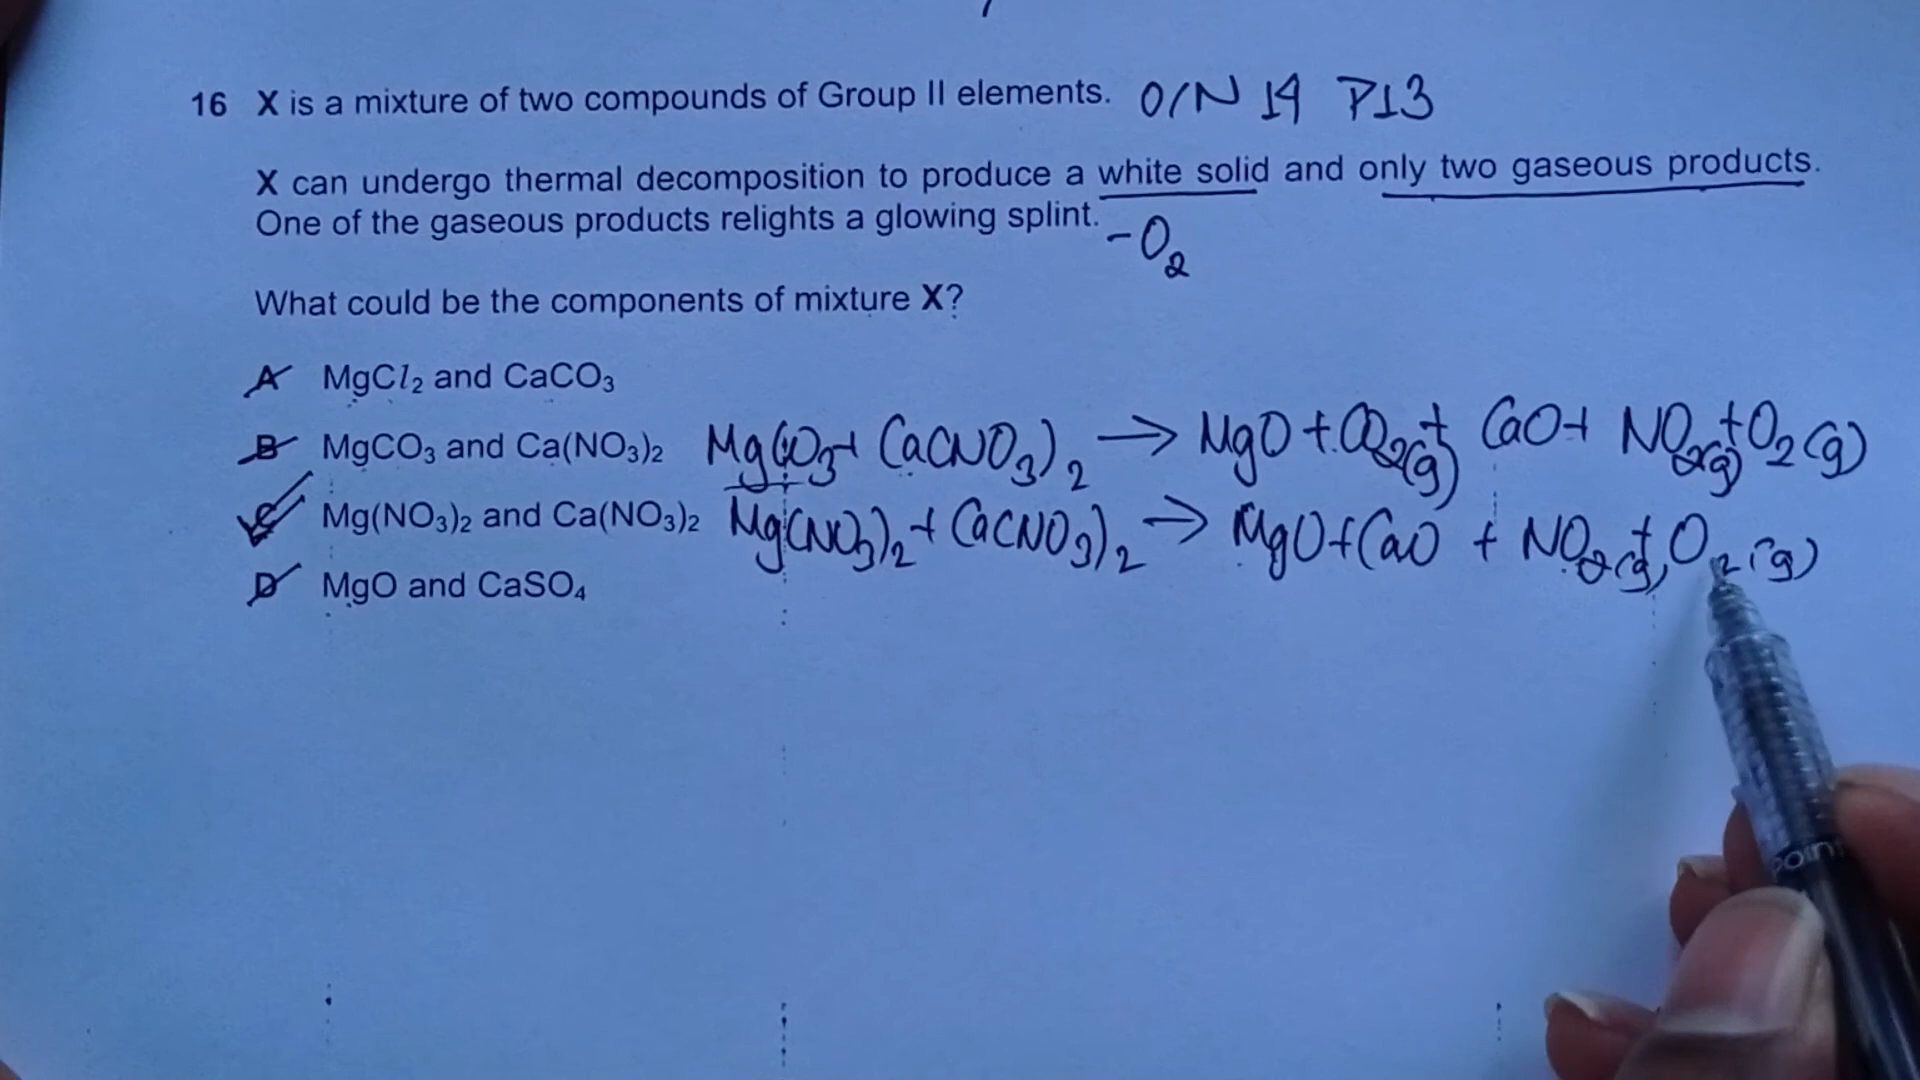 16 X is a mixture of two compounds of Group II elements. O/N 19 P13
X can undergo thermal decomposition to produce a white solid and only two gaseous products.
One of the gaseous products relights a glowing splint. - O₂
What could be the components of mixture X?
A MgCl₂ and CaCO₃
B MgCO₃ and Ca(NO₃)₂ MgCO₃ + Ca(NO₃)₂ → MgO + CO₂(g) + CaO + NO₂(g) + O₂(g)
C Mg(NO₃)₂ and Ca(NO₃)₂ Mg(NO₃)₂ + Ca(NO₃)₂ → MgO + CaO + NO₂(g) + O₂(g)
D MgO and CaSO₄
point